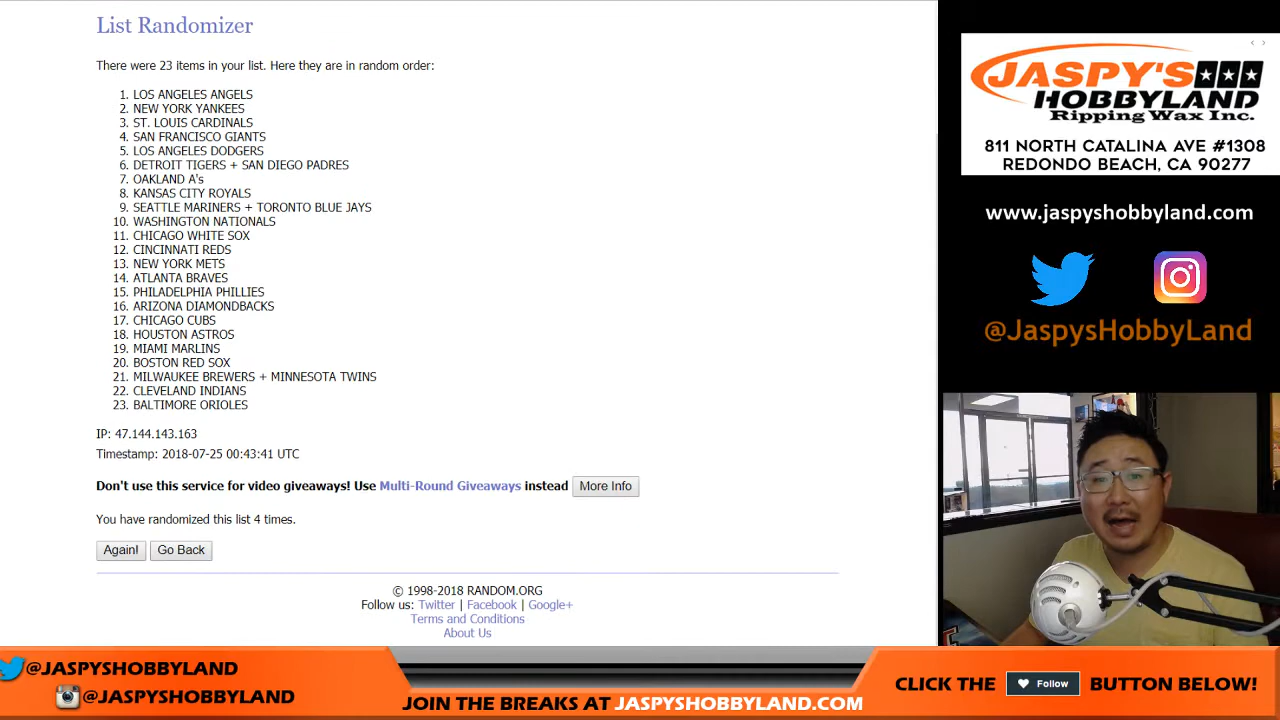 List Randomizer
There were 23 items in your list. Here they are in random order:
1. LOS ANGELES ANGELS
2. NEW YORK YANKEES
3. ST. LOUIS CARDINALS
4. SAN FRANCISCO GIANTS
5. LOS ANGELES DODGERS
6. DETROIT TIGERS + SAN DIEGO PADRES
7. OAKLAND A's
8. KANSAS CITY ROYALS
9. SEATTLE MARINERS + TORONTO BLUE JAYS
10. WASHINGTON NATIONALS
11. CHICAGO WHITE SOX
12. CINCINNATI REDS
13. NEW YORK METS
14. ATLANTA BRAVES
15. PHILADELPHIA PHILLIES
16. ARIZONA DIAMONDBACKS
17. CHICAGO CUBS
18. HOUSTON ASTROS
19. MIAMI MARLINS
20. BOSTON RED SOX
21. MILWAUKEE BREWERS + MINNESOTA TWINS
22. CLEVELAND INDIANS
23. BALTIMORE ORIOLES
IP: 47.144.143.163
Timestamp: 2018-07-25 00:43:41 UTC
Don't use this service for video giveaways! Use Multi-Round Giveaways instead More Info
You have randomized this list 4 times.
Again! Go Back
© 1998-2018 RANDOM.ORG
Follow us: Twitter | Facebook | Google+
Terms and Conditions
About Us
JASPY'S
HOBBYLAND
Ripping Wax Inc.
811 NORTH CATALINA AVE #1308
REDONDO BEACH, CA 90277
www.jaspyshobbyland.com
@JaspysHobbyLand
@JASPYSHOBBYLAND
@JASPYSHOBBYLAND
JOIN THE BREAKS AT JASPYSHOBBYLAND.COM
CLICK THE Follow BUTTON BELOW!